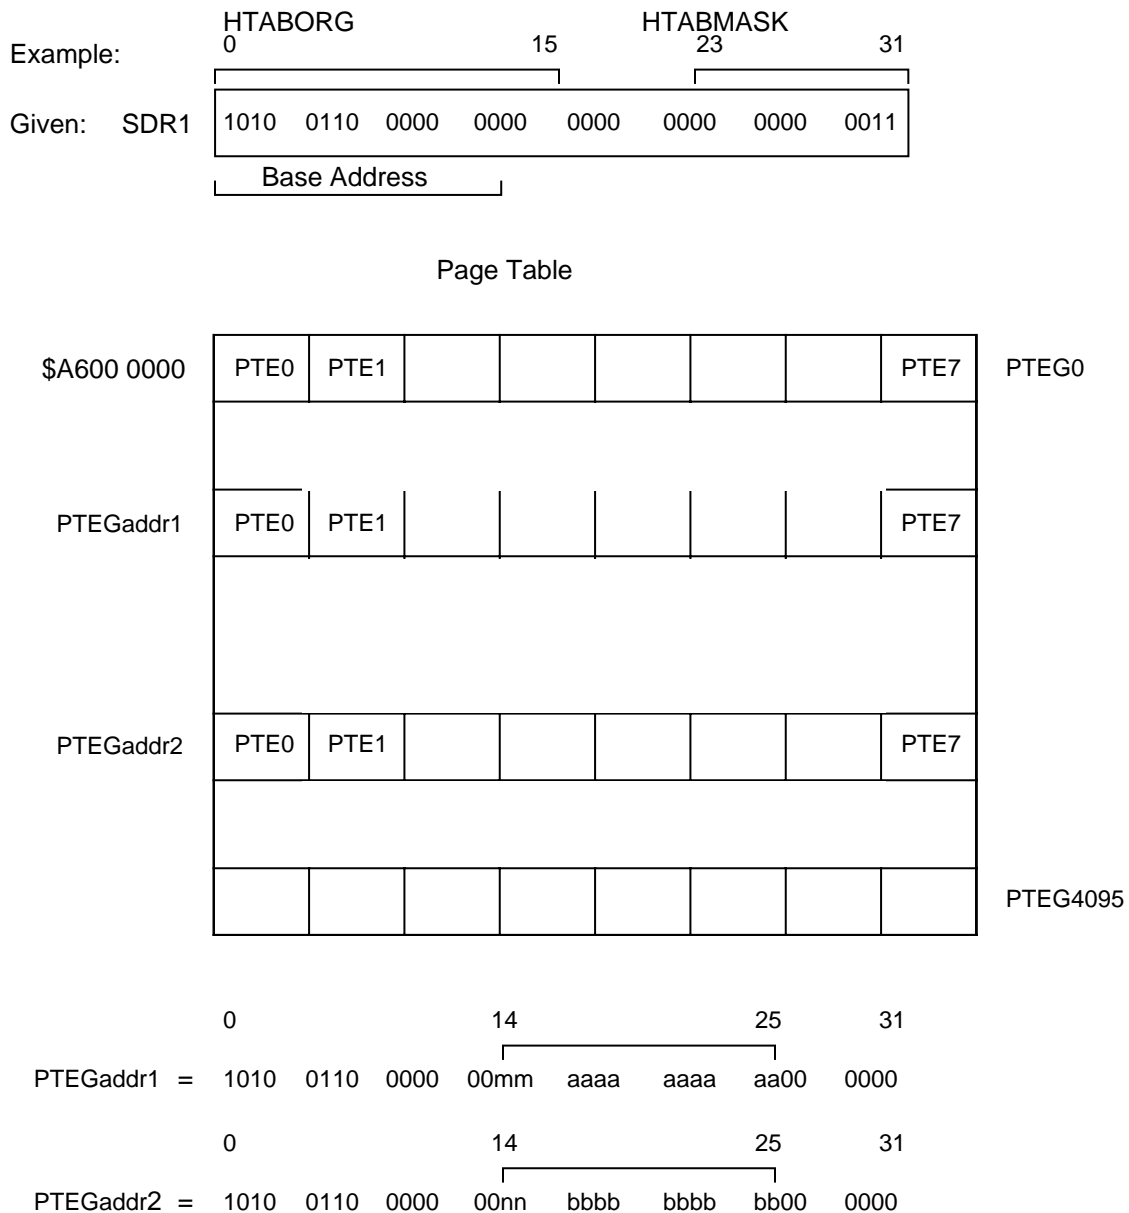 HTABORG HTABMASK
Example: 0 15 23 31
Given: SDR1 1010 0110 0000 0000 0000 0000 0000 0011
Base Address
Page Table
$A600 0000 PTE0 PTE1 PTE7 PTEG0
PTEGaddr1 PTE0 PTE1 PTE7
PTEGaddr2 PTE0 PTE1 PTE7
PTEG4095
0 14 25 31
PTEGaddr1 = 1010 0110 0000 00mm aaaa aaaa aa00 0000
0 14 25 31
PTEGaddr2 = 1010 0110 0000 00nn bbbb bbbb bb00 0000